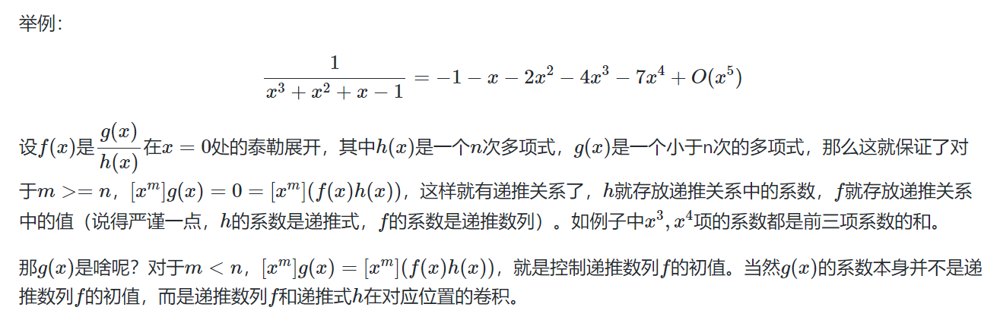 举例：
$$\frac{1}{x^3+x^2+x-1}=-1-x-2x^2-4x^3-7x^4+O(x^5)$$
设$f(x)$是$\dfrac{g(x)}{h(x)}$在$x=0$处的泰勒展开，其中$h(x)$是一个$n$次多项式，$g(x)$是一个小于n次的多项式，那么这就保证了对
于$m>=n$，$[x^m]g(x)=0=[x^m](f(x)h(x))$，这样就有递推关系了，$h$就存放递推关系中的系数，$f$就存放递推关系
中的值（说得严谨一点，$h$的系数是递推式，$f$的系数是递推数列）。如例子中$x^3,x^4$项的系数都是前三项系数的和。
那$g(x)$是啥呢？对于$m<n$，$[x^m]g(x)=[x^m](f(x)h(x))$，就是控制递推数列$f$的初值。当然$g(x)$的系数本身并不是递
推数列$f$的初值，而是递推数列$f$和递推式$h$在对应位置的卷积。